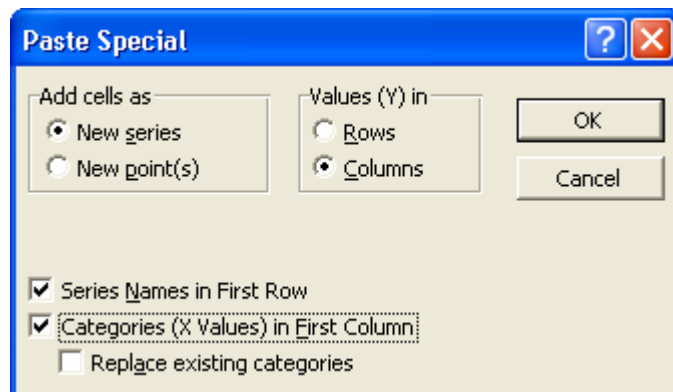 Paste Special
Add cells as
New series
New point(s)
Values (Y) in
Rows
Columns
OK
Cancel
Series Names in First Row
Categories (X Values) in First Column
Replace existing categories